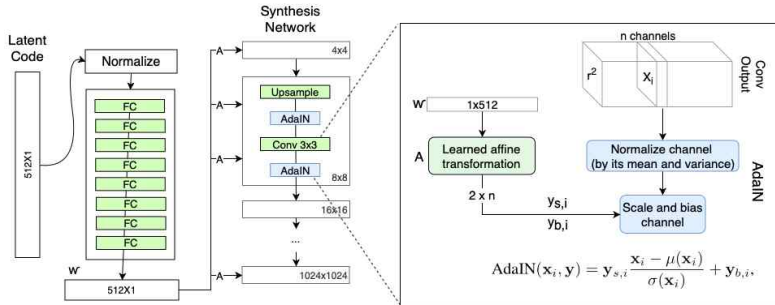 Latent
Code
512X1
Normalize
FC
FC
FC
FC
FC
FC
FC
FC
w
512X1
Synthesis
Network
A
4x4
A
Upsample
AdaIN
A
Conv 3x3
AdaIN
8x8
16x16
...
A
1024x1024
n channels
r²
Xi
Conv
Output
w
1x512
A
Learned affine
transformation
2 x n
ys,i
yb,i
Normalize channel
(by its mean and variance)
Scale and bias
channel
AdaIN
AdaIN(xᵢ, y) = y_{s,i} (xᵢ − μ(xᵢ)) / σ(xᵢ) + y_{b,i},